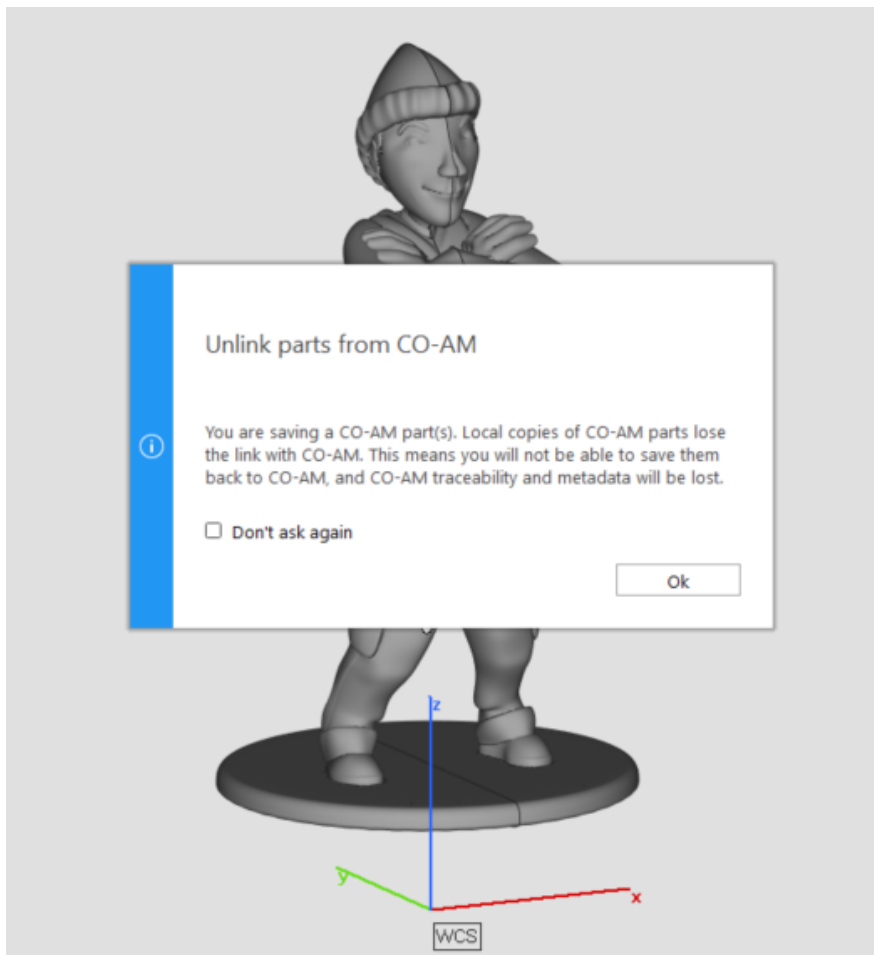 Unlink parts from CO-AM
You are saving a CO-AM part(s). Local copies of CO-AM parts lose
the link with CO-AM. This means you will not be able to save them
back to CO-AM, and CO-AM traceability and metadata will be lost.
Don't ask again
Ok
z
y
x
WCS